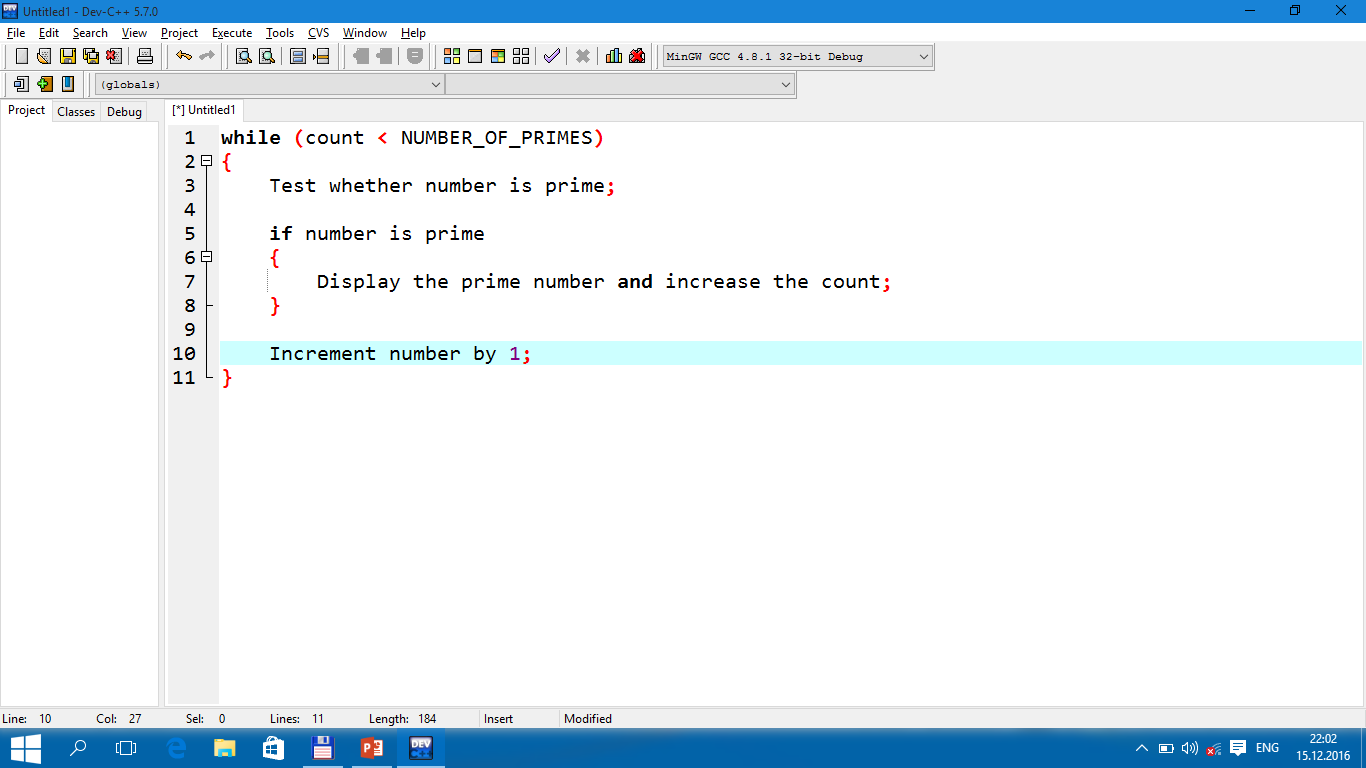 Untitled1 - Dev-C++ 5.7.0
File Edit Search View Project Execute Tools CVS Window Help
MinGW GCC 4.8.1 32-bit Debug
(globals)
Project Classes Debug
[*] Untitled1
1 while (count < NUMBER_OF_PRIMES)
2 {
3 Test whether number is prime;
4
5 if number is prime
6 {
7 Display the prime number and increase the count;
8 }
9
10 Increment number by 1;
11 }
Line: 10 Col: 27 Sel: 0 Lines: 11 Length: 184 Insert Modified
DEV C++
ENG
22:02
15.12.2016